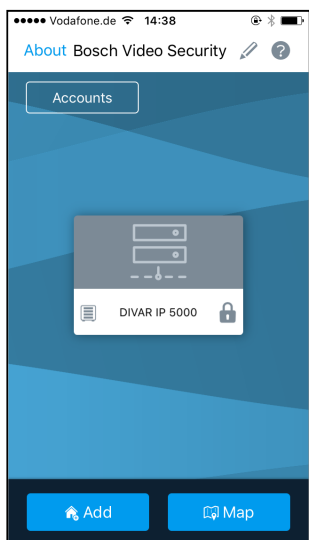 Vodafone.de 14:38
About Bosch Video Security ?
Accounts
DIVAR IP 5000
Add Map